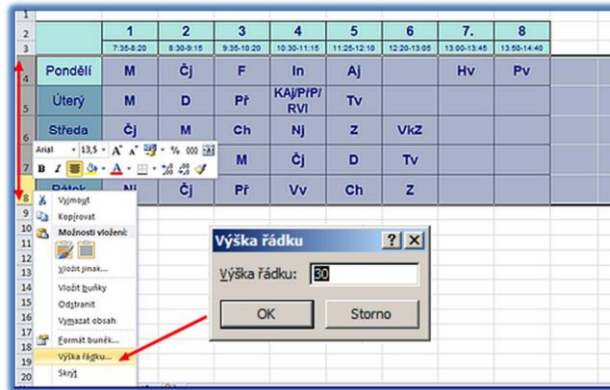 1
2 1 2 3 4 5 6 7. 8
3 7:35-8:20 8:30-9:15 9:35-10:20 10:30-11:15 11:25-12:10 12:20-13:05 13:00-13:45 13:50-14:40
4 Pondělí M Čj F In Aj Hv Pv
5 Úterý M D Př KAj/PřP/RVI Tv
6 Středa Čj M Ch Nj Z VkZ
Arial 13,5 A A % 000
7 B I A M Čj D Tv
8 Pátek Nj Čj Př Vv Ch Z
9 Vyjmout
10 Kopírovat
11 Možnosti vložení:
12
13 Vložit jinak...
14 Vložit buňky
15 Odstranit
16 Vymazat obsah
17 Formát buněk...
18
19 Výška řádku...
20 Skrýt
Výška řádku ? X
Výška řádku: 30
OK Storno